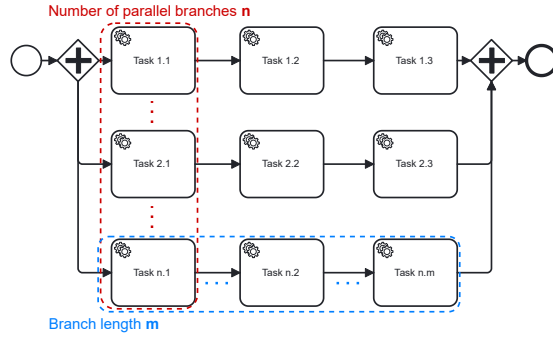 Number of parallel branches n
Task 1.1
Task 1.2
Task 1.3
Task 2.1
Task 2.2
Task 2.3
Task n.1
Task n.2
Task n.m
Branch length m